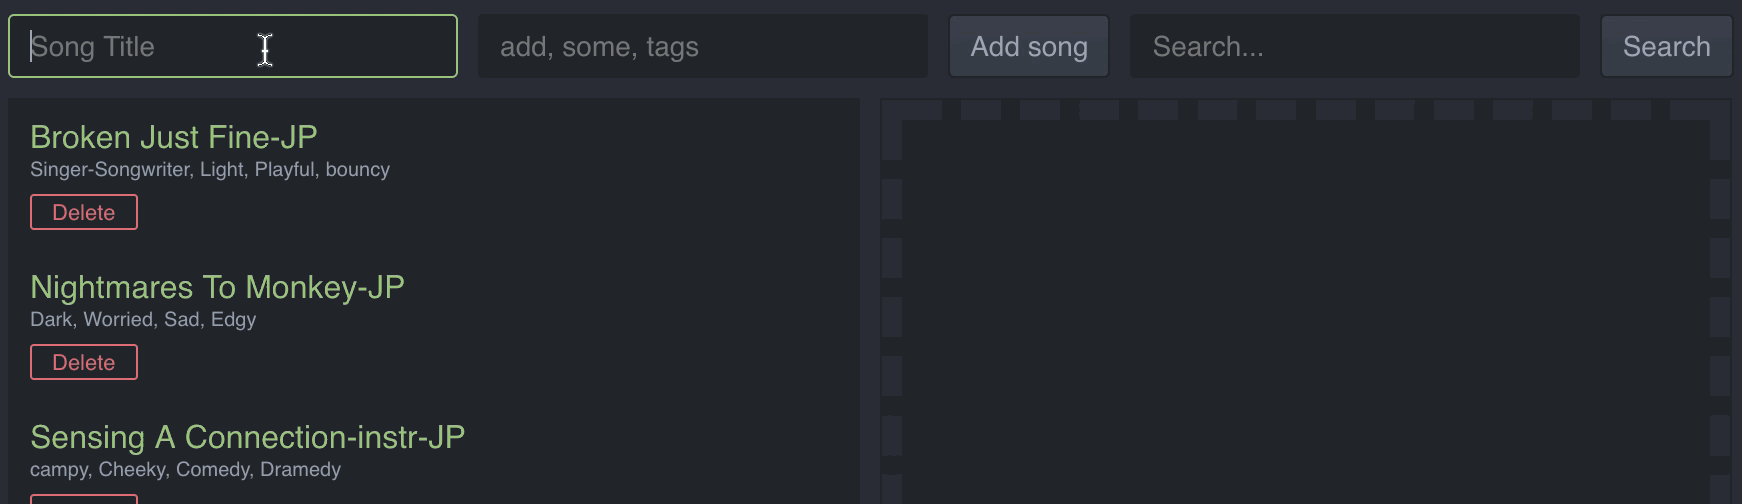 Song Title add, some, tags Add song Search... Search
Broken Just Fine-JP
Singer-Songwriter, Light, Playful, bouncy
Delete
Nightmares To Monkey-JP
Dark, Worried, Sad, Edgy
Delete
Sensing A Connection-instr-JP
campy, Cheeky, Comedy, Dramedy